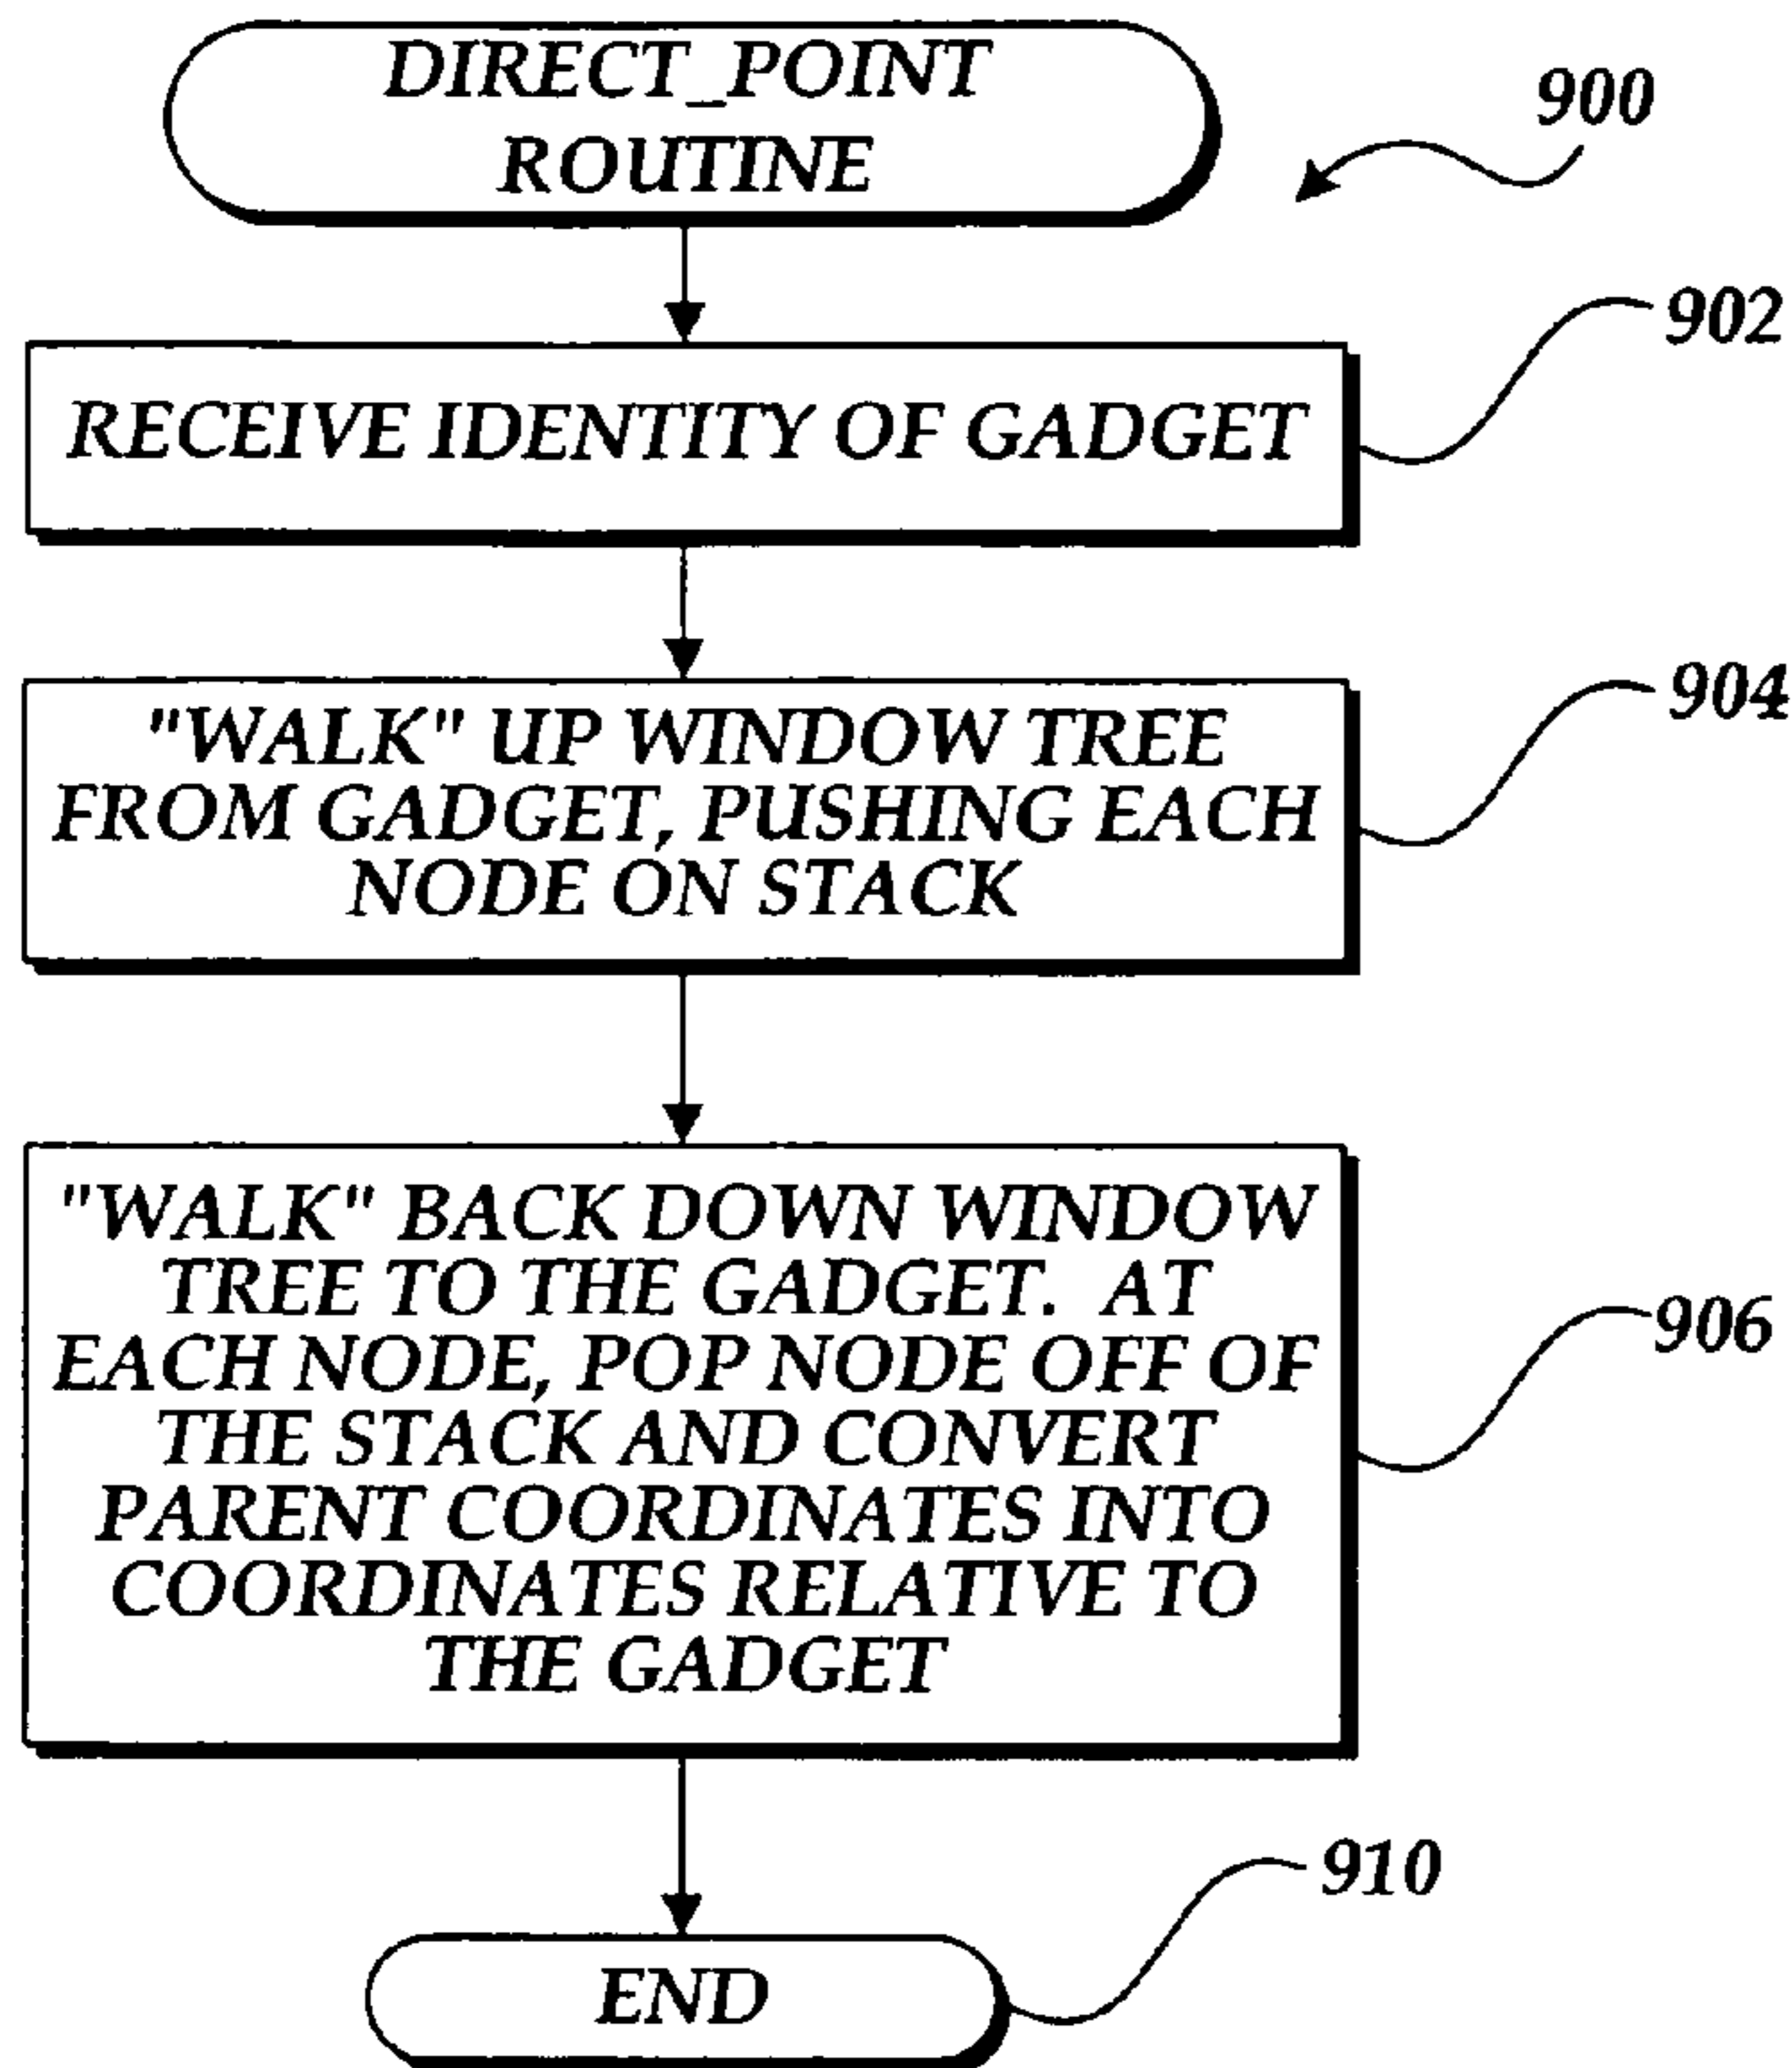 DIRECT_POINT
ROUTINE
900
902
RECEIVE IDENTITY OF GADGET
904
"WALK" UP WINDOW TREE
FROM GADGET, PUSHING EACH
NODE ON STACK
"WALK" BACK DOWN WINDOW
TREE TO THE GADGET. AT
EACH NODE, POP NODE OFF OF
THE STACK AND CONVERT
PARENT COORDINATES INTO
COORDINATES RELATIVE TO
THE GADGET
906
910
END